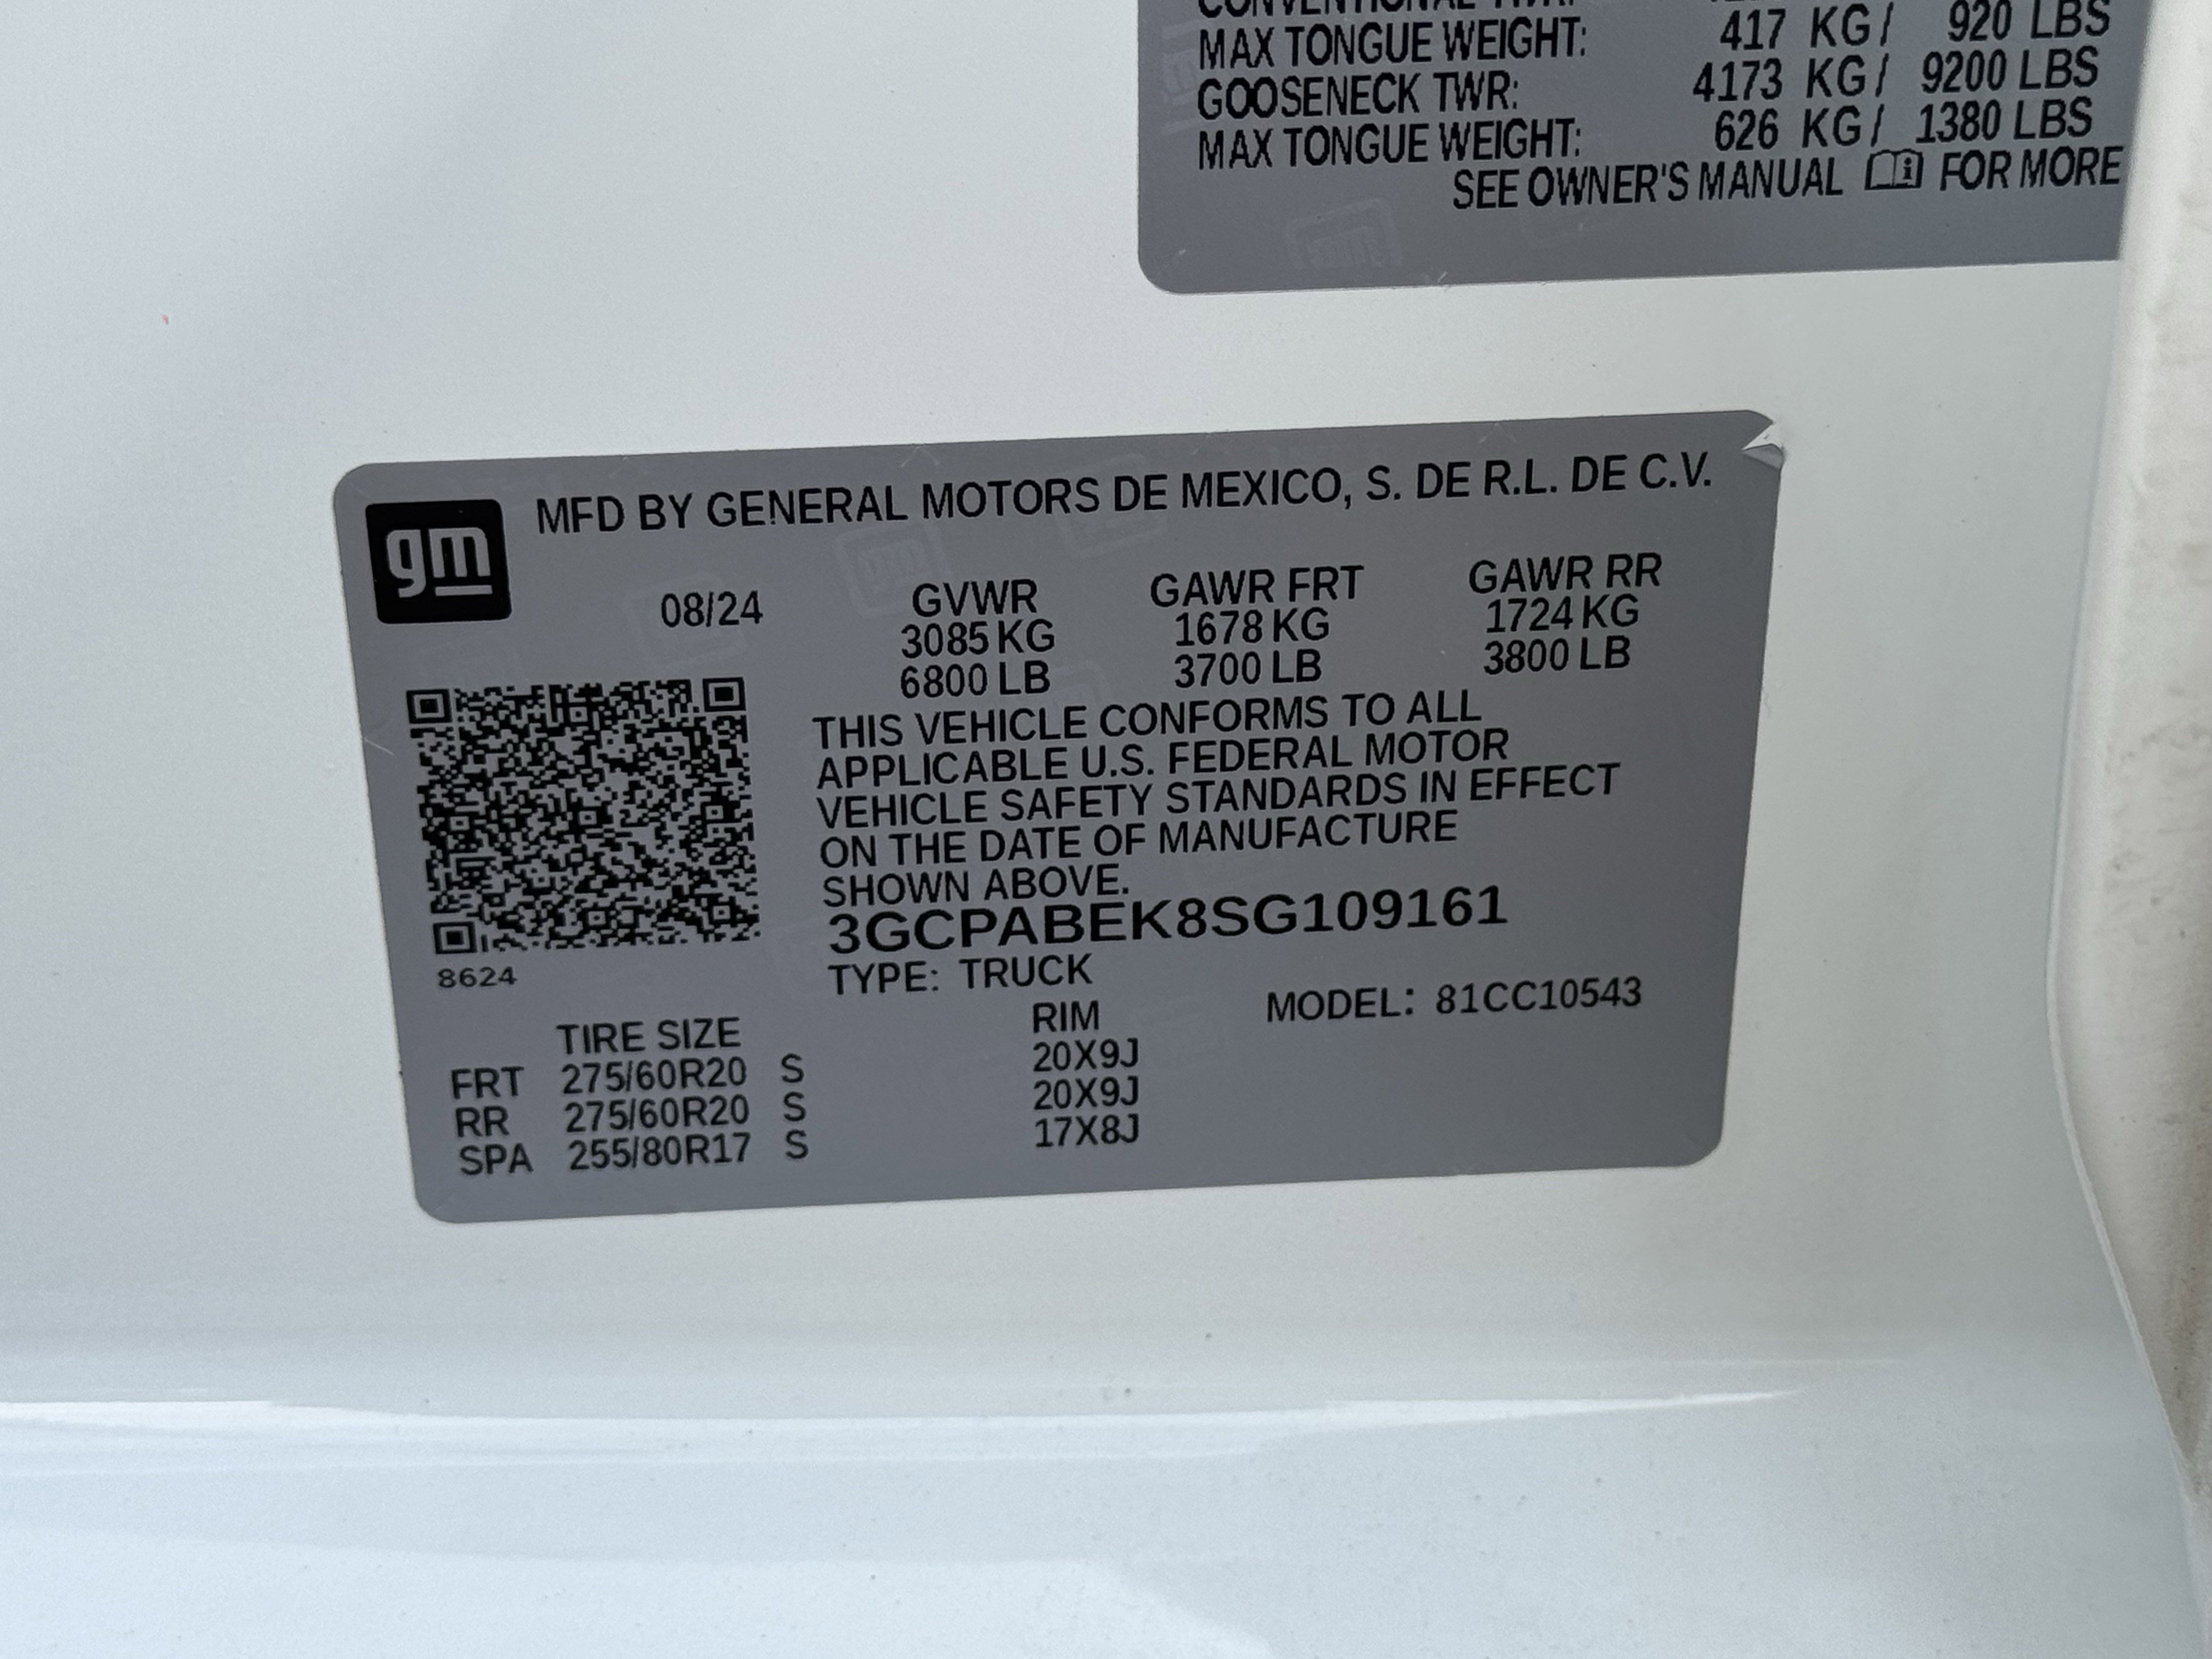 CONVENTIONAL TWR:
MAX TONGUE WEIGHT: 417 KG/ 920 LBS
GOOSENECK TWR: 4173 KG/ 9200 LBS
MAX TONGUE WEIGHT: 626 KG/ 1380 LBS
SEE OWNER'S MANUAL FOR MORE
gm
MFD BY GENERAL MOTORS DE MEXICO, S. DE R.L. DE C.V.
08/24 GVWR GAWR FRT GAWR RR
3085 KG 1678 KG 1724 KG
6800 LB 3700 LB 3800 LB
THIS VEHICLE CONFORMS TO ALL
APPLICABLE U.S. FEDERAL MOTOR
VEHICLE SAFETY STANDARDS IN EFFECT
ON THE DATE OF MANUFACTURE
SHOWN ABOVE.
3GCPABEK8SG109161
8624
TYPE: TRUCK
MODEL: 81CC10543
TIRE SIZE RIM
FRT 275/60R20 S 20X9J
RR 275/60R20 S 20X9J
SPA 255/80R17 S 17X8J